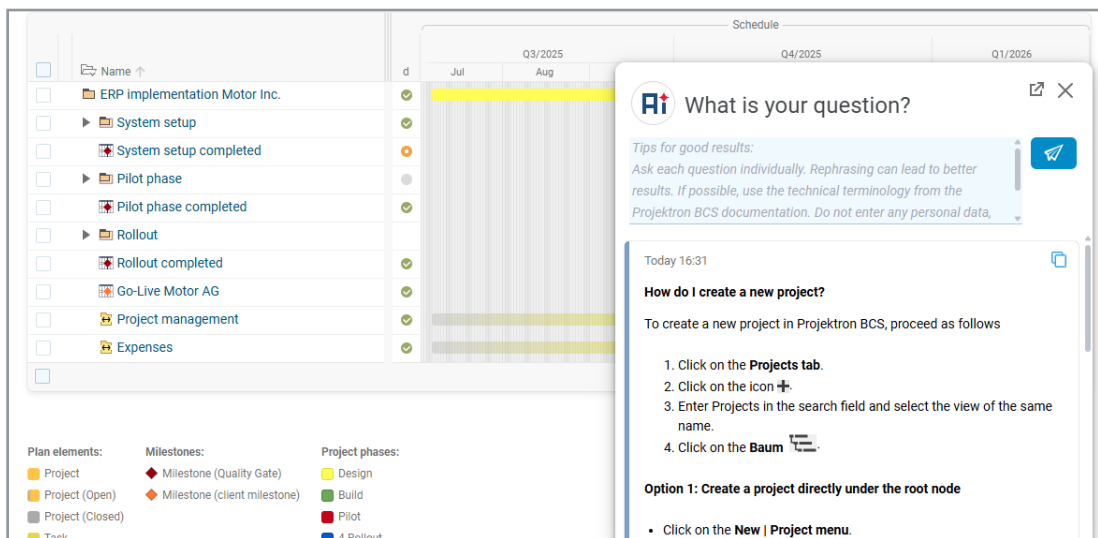 Schedule
Q3/2025 Q4/2025 Q1/2026
Name d Jul Aug
ERP implementation Motor Inc.
System setup
System setup completed
Pilot phase
Pilot phase completed
Rollout
Rollout completed
Go-Live Motor AG
Project management
Expenses
Plan elements: Milestones: Project phases:
Project Milestone (Quality Gate) Design
Project (Open) Milestone (client milestone) Build
Project (Closed) Pilot
Task 4 Rollout
Ai What is your question?
Tips for good results:
Ask each question individually. Rephrasing can lead to better
results. If possible, use the technical terminology from the
Projektron BCS documentation. Do not enter any personal data,
Today 16:31
How do I create a new project?
To create a new project in Projektron BCS, proceed as follows
1. Click on the Projects tab.
2. Click on the icon .
3. Enter Projects in the search field and select the view of the same
name.
4. Click on the Baum .
Option 1: Create a project directly under the root node
• Click on the New | Project menu.